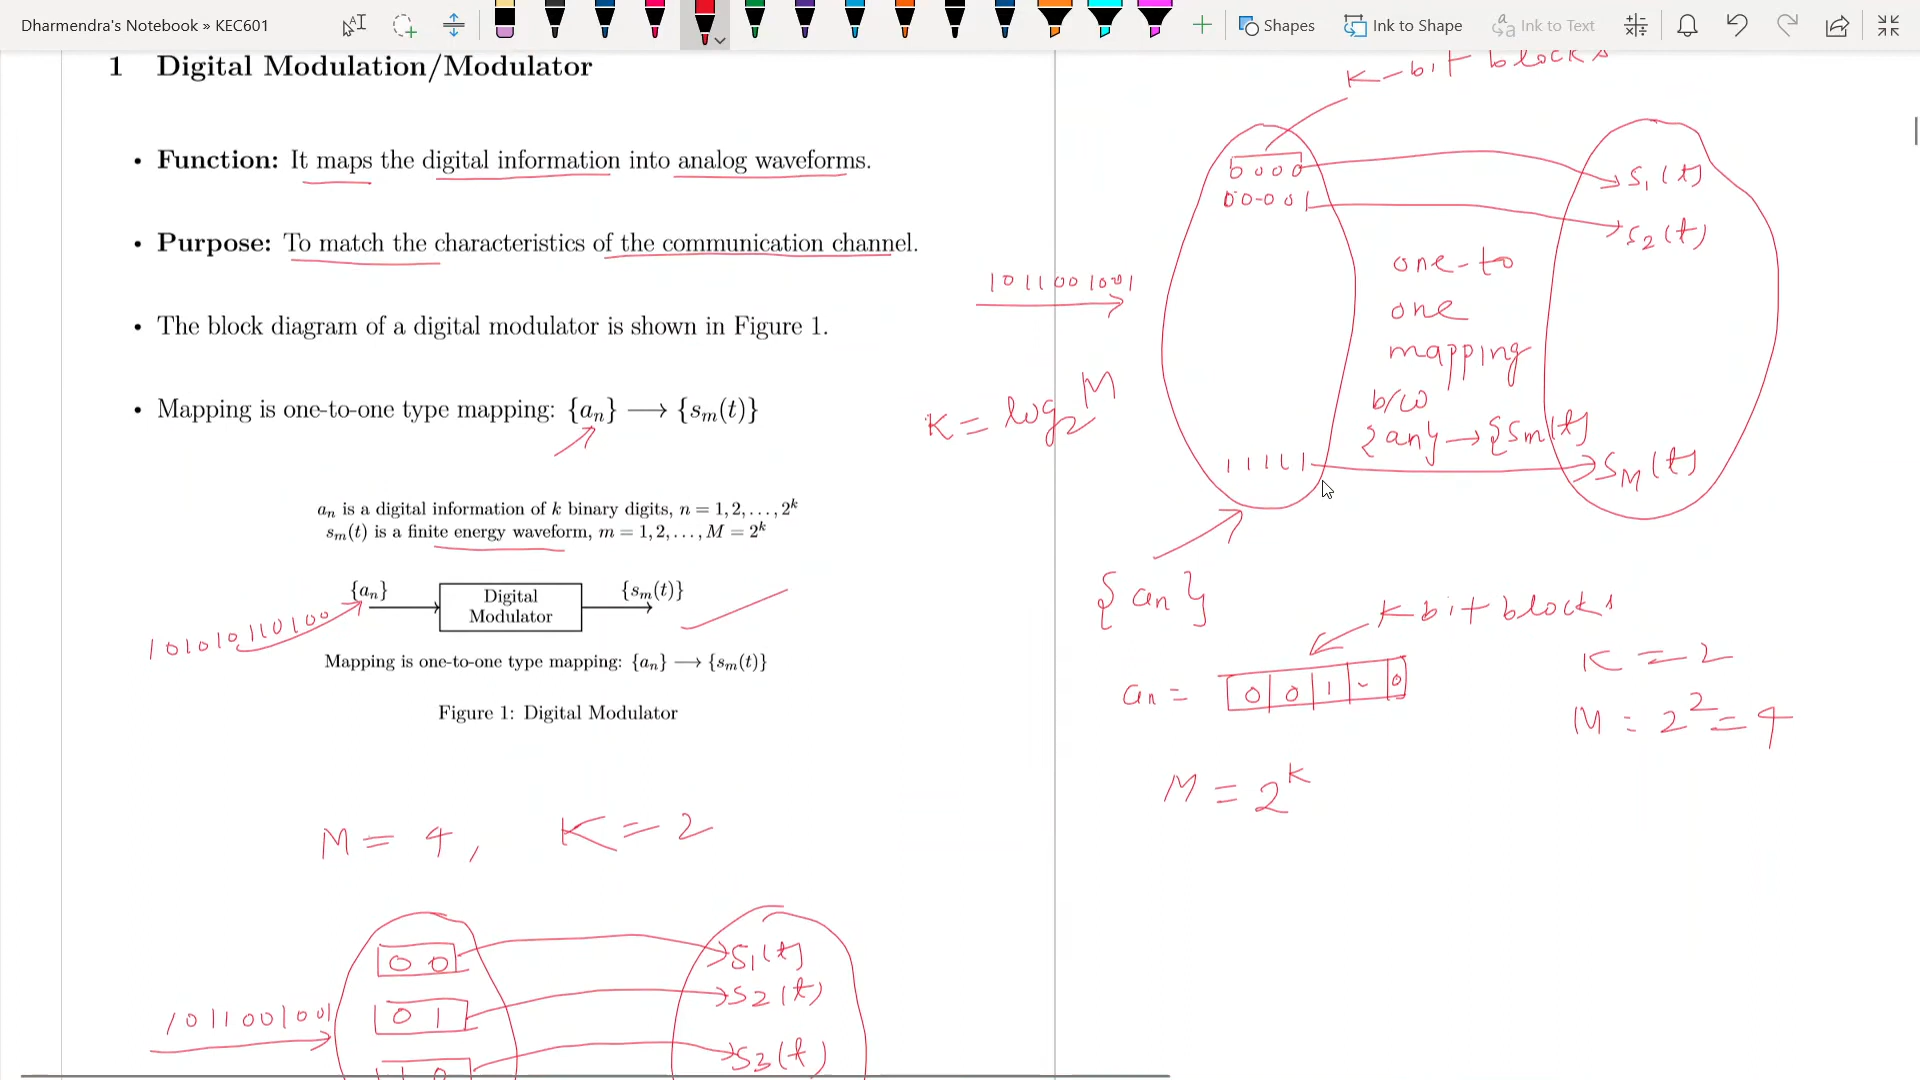 Dharmendra's Notebook » KEC601
Shapes
Ink to Shape
Ink to Text
1 Digital Modulation/Modulator
• Function: It maps the digital information into analog waveforms.
• Purpose: To match the characteristics of the communication channel.
• The block diagram of a digital modulator is shown in Figure 1.
• Mapping is one-to-one type mapping: {aₙ} ⟶ {sₘ(t)}
aₙ is a digital information of k binary digits, n = 1, 2, . . . , 2ᵏ
sₘ(t) is a finite energy waveform, m = 1, 2, . . . , M = 2ᵏ
{aₙ}
Digital
Modulator
{sₘ(t)}
101010110100
Mapping is one-to-one type mapping: {aₙ} ⟶ {sₘ(t)}
Figure 1: Digital Modulator
M = 4, K = 2
00 → S₁(t)
01 → S₂(t)
10 → S₃(t)
1011001001
K-bit blocks
0000 → S₁(t)
00-001 → S₂(t)
1011001001
one-to
one
mapping
b/w
{an} → {Sm(t)}
K = log₂M
11111 → S_M(t)
{an}
K bit blocks
an = 0 0 1 - 0
K = 2
M = 2² = 4
M = 2ᵏ